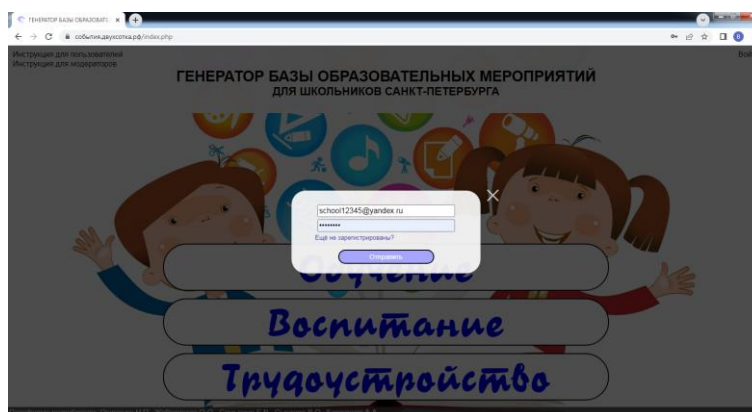 ГЕНЕРАТОР БАЗЫ ОБРАЗОВАТЕ
события.двухсотка.рф/index.php
Инструкция для пользователей
Инструкция для модераторов
ГЕНЕРАТОР БАЗЫ ОБРАЗОВАТЕЛЬНЫХ МЕРОПРИЯТИЙ
ДЛЯ ШКОЛЬНИКОВ САНКТ-ПЕТЕРБУРГА
school12345@yandex.ru
Ещё не зарегистрированы?
Отправить
Обучение
Воспитание
Трудоустройство